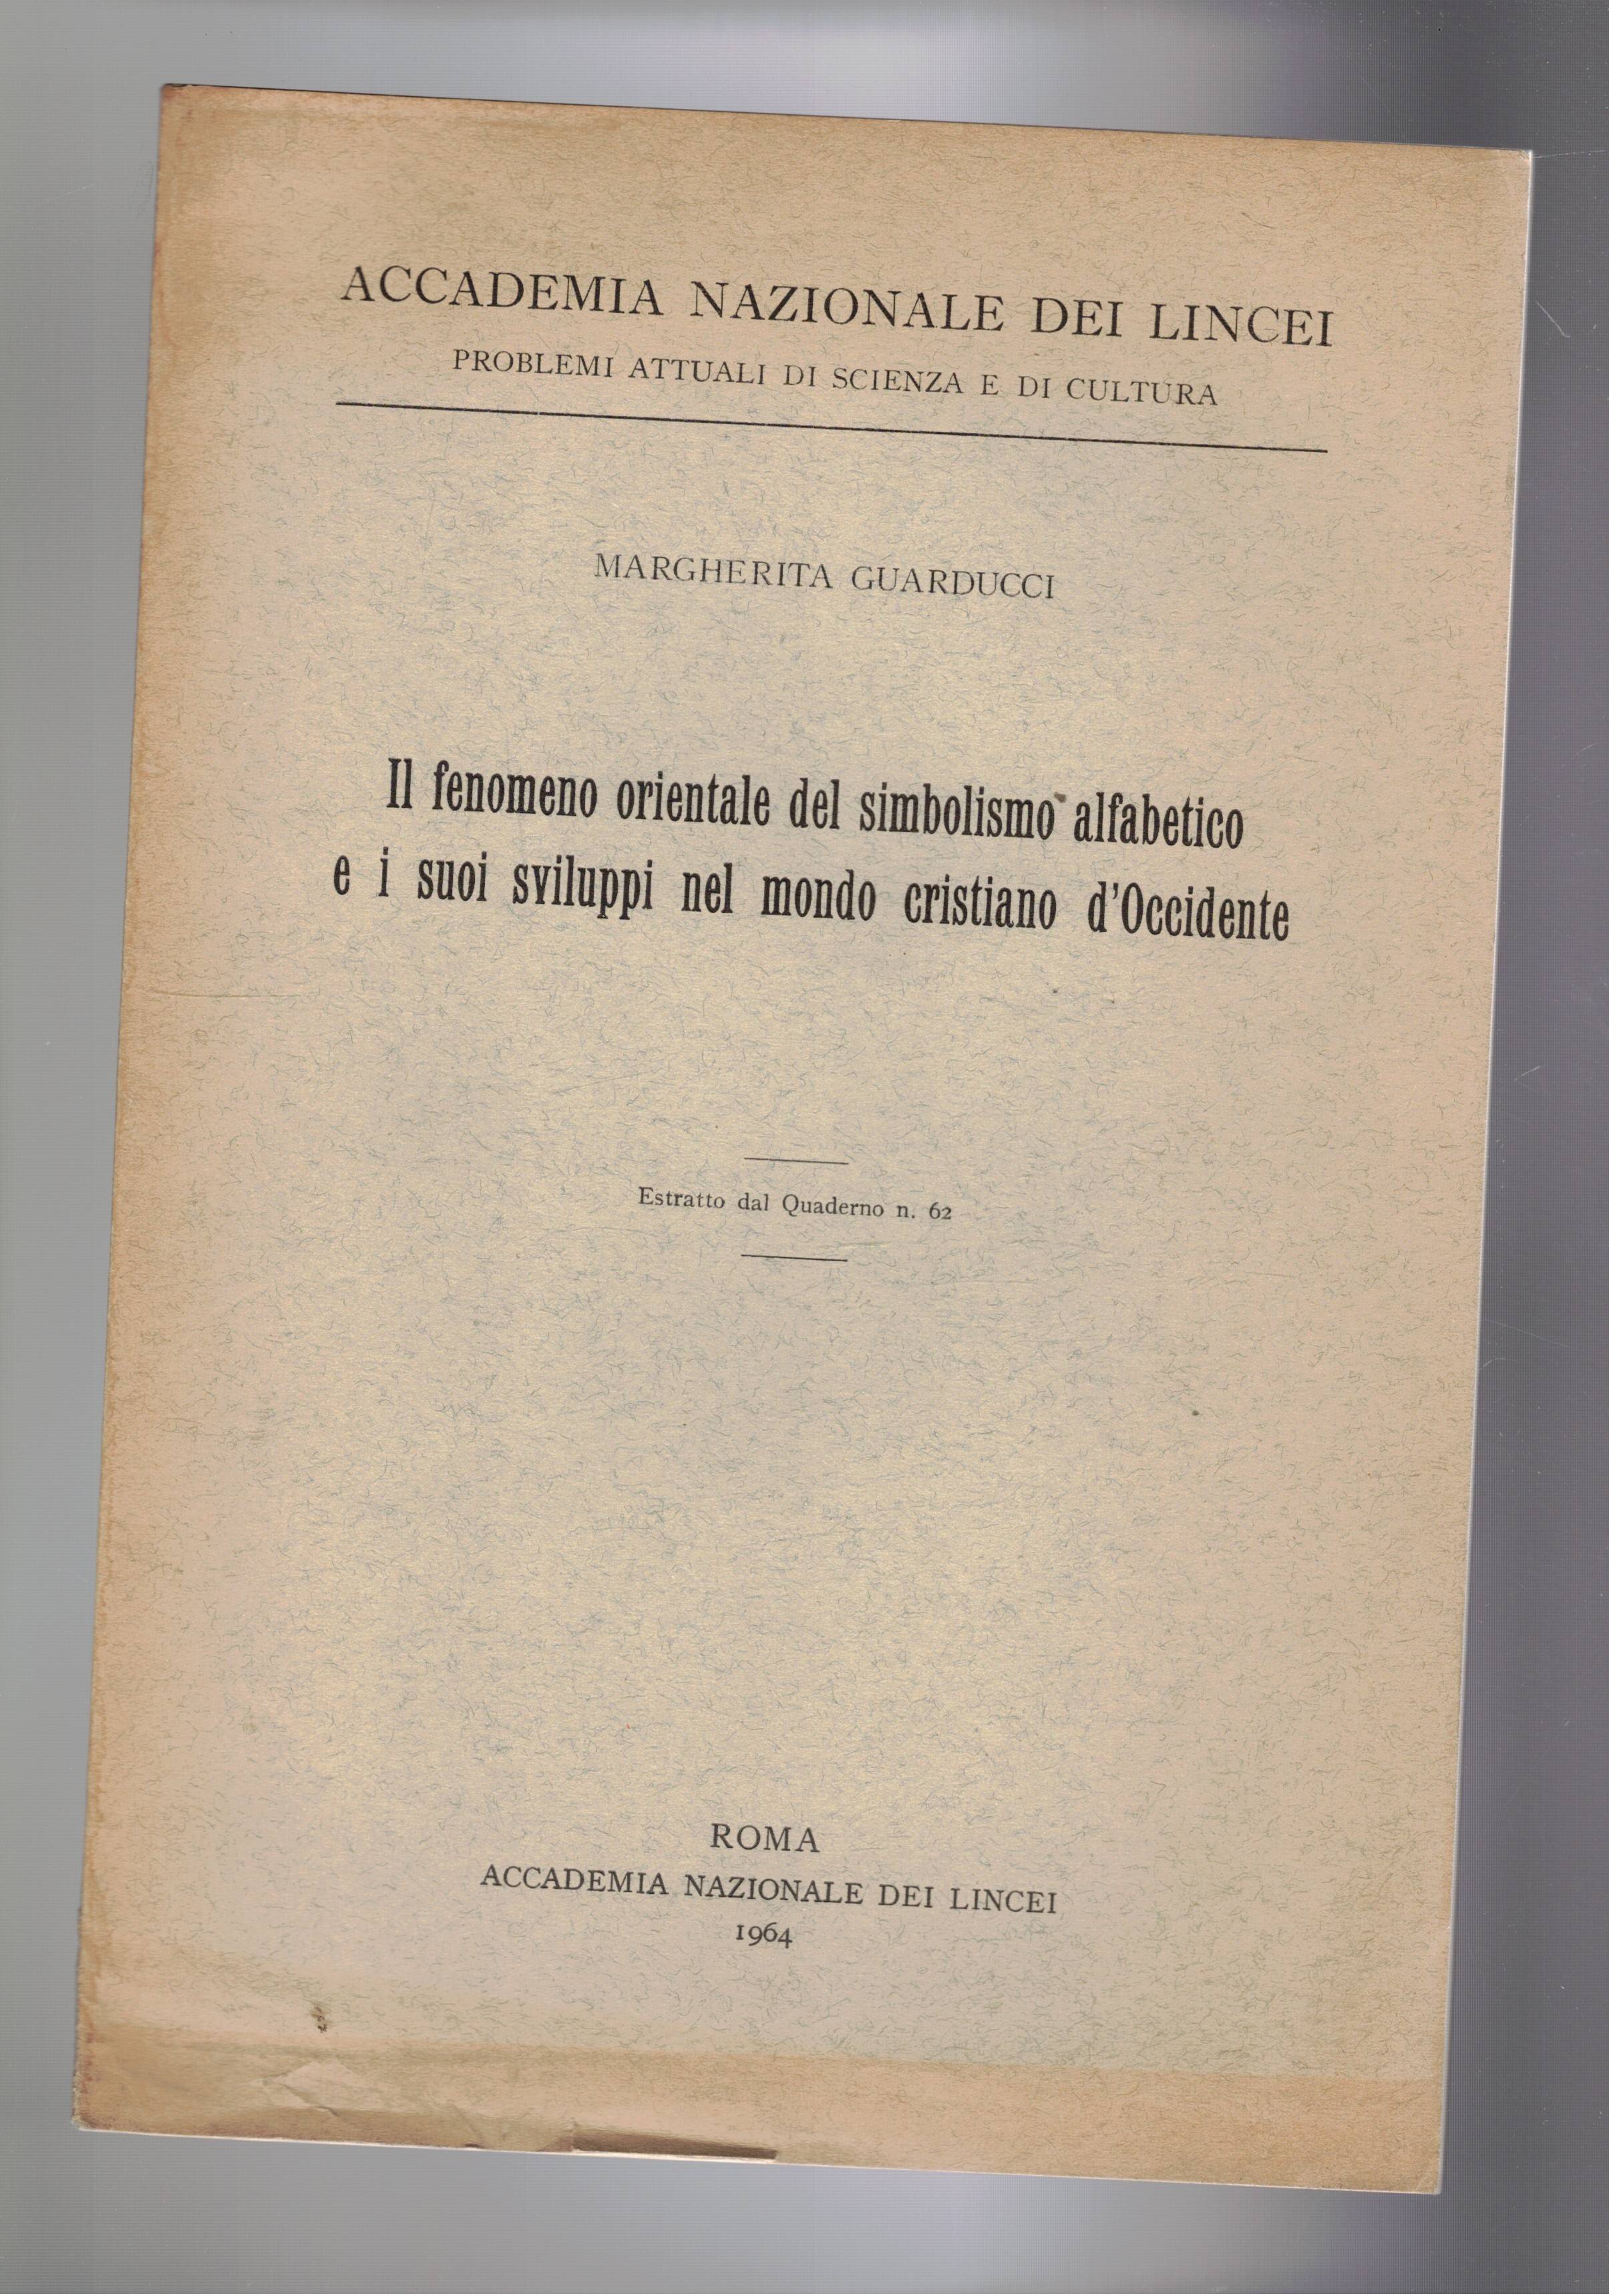 ACCADEMIA NAZIONALE DEI LINCEI
PROBLEMI ATTUALI DI SCIENZA E DI CULTURA
MARGHERITA GUARDUCCI
Il fenomeno orientale del simbolismo alfabetico
e i suoi sviluppi nel mondo cristiano d'Occidente
Estratto dal Quaderno n. 62
ROMA
ACCADEMIA NAZIONALE DEI LINCEI
1964